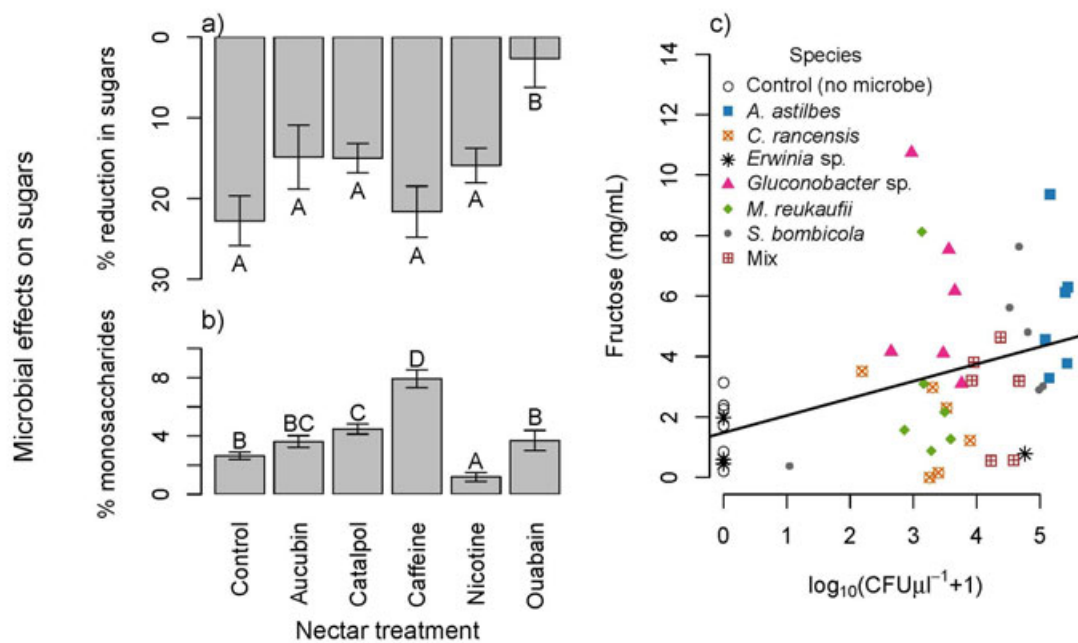 Microbial effects on sugars
a)
% reduction in sugars
0
10
20
30
A
A
A
A
A
B
b)
% monosaccharides
8
4
0
B
BC
C
D
A
B
Control
Aucubin
Catalpol
Caffeine
Nicotine
Ouabain
Nectar treatment
c)
Fructose (mg/mL)
14
12
10
8
6
4
2
0
Species
Control (no microbe)
A. astilbes
C. rancensis
Erwinia sp.
Gluconobacter sp.
M. reukaufii
S. bombicola
Mix
0
1
2
3
4
5
log₁₀(CFUμl⁻¹+1)